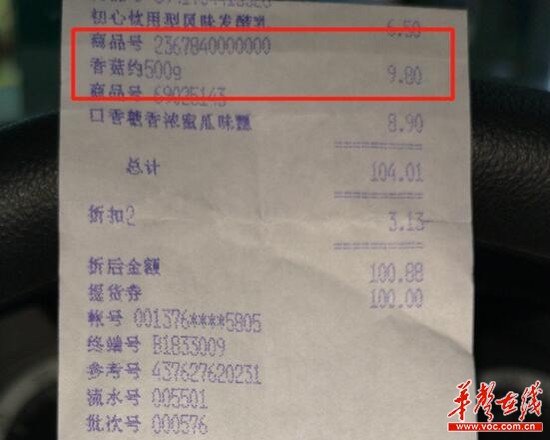 初心饮用型风味发酵乳 6.50
商品号 2367840000000
香菇约500g 9.80
商品号 69025143
口香糖香浓蜜瓜味瓶 8.90
总计 104.01
折扣2 3.13
折后金额 100.88
提货券 100.00
帐号 001376****5805
终端号 B1833009
参考号 437627620231
流水号 005501
批次号 000576
华声在线
www.voc.com.cn